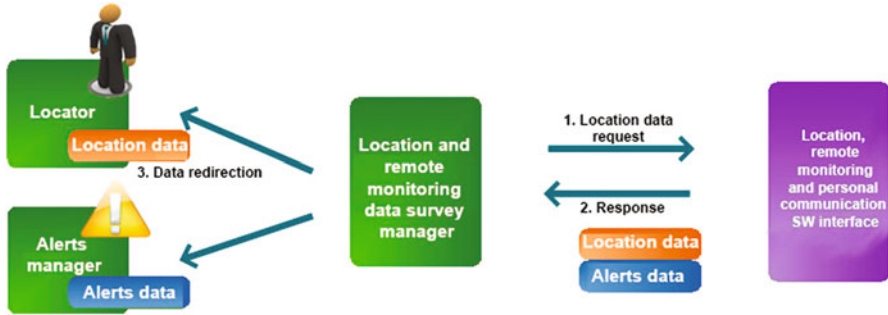 Locator
Location data
3. Data redirection
Alerts
manager
Alerts data
Location and
remote
monitoring
data survey
manager
1. Location data
request
2. Response
Location data
Alerts data
Location,
remote
monitoring
and personal
communication
SW interface